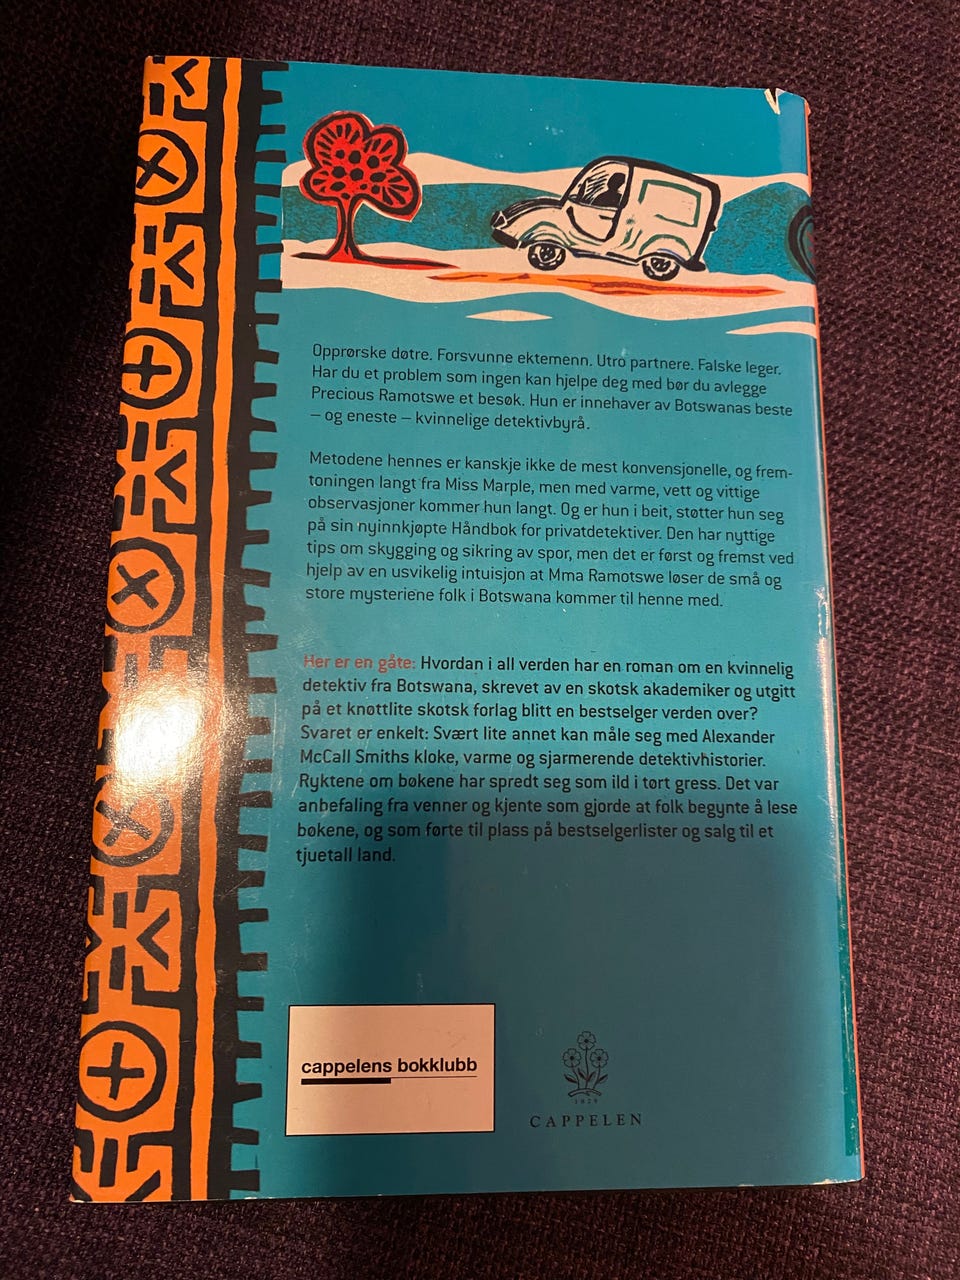 Opprørske døtre. Forsvunne ektemenn. Utro partnere. Falske leger.
Har du et problem som ingen kan hjelpe deg med bør du avlegge
Precious Ramotswe et besøk. Hun er innehaver av Botswanas beste
– og eneste – kvinnelige detektivbyrå.
Metodene hennes er kanskje ikke de mest konvensjonelle, og frem-
toningen langt fra Miss Marple, men med varme, vett og vittige
observasjoner kommer hun langt. Og er hun i beit, støtter hun seg
på sin nyinnkjøpte Håndbok for privatdetektiver. Den har nyttige
tips om skygging og sikring av spor, men det er først og fremst ved
hjelp av en usvikelig intuisjon at Mma Ramotswe løser de små og
store mysteriene folk i Botswana kommer til henne med.
Her er en gåte: Hvordan i all verden har en roman om en kvinnelig
detektiv fra Botswana, skrevet av en skotsk akademiker og utgitt
på et knøttlite skotsk forlag blitt en bestselger verden over?
Svaret er enkelt: Svært lite annet kan måle seg med Alexander
McCall Smiths kloke, varme og sjarmerende detektivhistorier.
Ryktene om bøkene har spredt seg som ild i tørt gress. Det var
anbefaling fra venner og kjente som gjorde at folk begynte å lese
bøkene, og som førte til plass på bestselgerlister og salg til et
tjuetall land.
cappelens bokklubb
1829
CAPPELEN